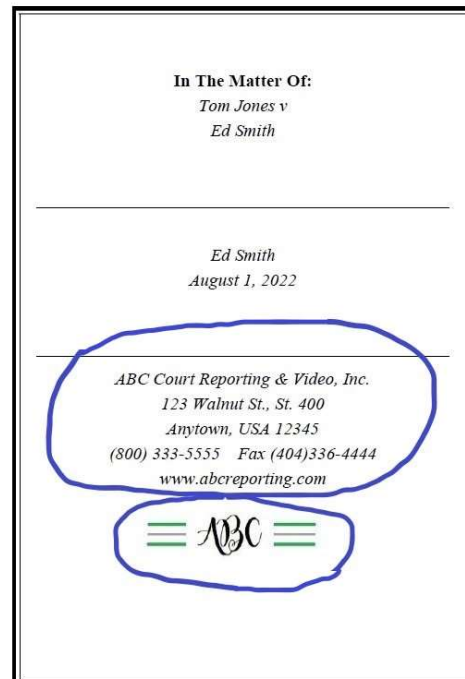 In The Matter Of:
Tom Jones v
Ed Smith
Ed Smith
August 1, 2022
ABC Court Reporting & Video, Inc.
123 Walnut St., St. 400
Anytown, USA 12345
(800) 333-5555 Fax (404)336-4444
www.abcreporting.com
ABC